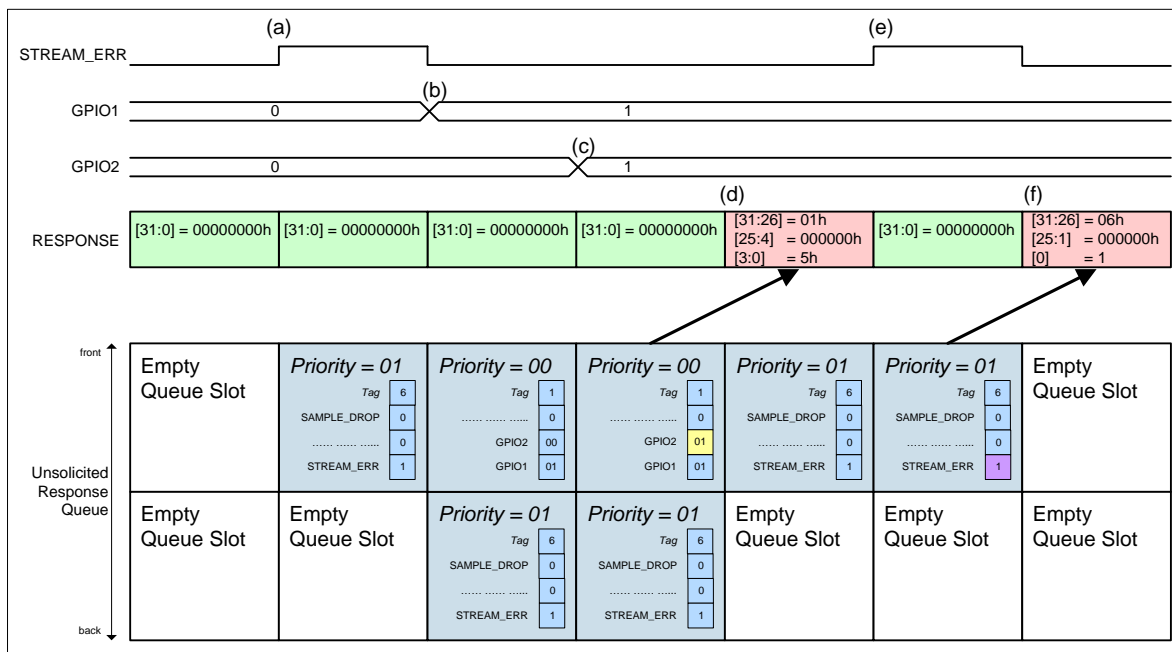 (a)
(e)
STREAM_ERR
(b)
GPIO1
0
1
(c)
GPIO2
0
1
(d)
(f)
RESPONSE
[31:0] = 00000000h
[31:0] = 00000000h
[31:0] = 00000000h
[31:0] = 00000000h
[31:26] = 01h
[25:4] = 000000h
[3:0] = 5h
[31:0] = 00000000h
[31:26] = 06h
[25:1] = 000000h
[0] = 1
front
Unsolicited
Response
Queue
back
Empty
Queue Slot
Priority = 01
Tag 6
SAMPLE_DROP 0
...... ...... ...... 0
STREAM_ERR 1
Priority = 00
Tag 1
...... ...... ...... 0
GPIO2 00
GPIO1 01
Priority = 00
Tag 1
...... ...... ...... 0
GPIO2 01
GPIO1 01
Priority = 01
Tag 6
SAMPLE_DROP 0
...... ...... ...... 0
STREAM_ERR 1
Priority = 01
Tag 6
SAMPLE_DROP 0
...... ...... ...... 0
STREAM_ERR 1
Empty
Queue Slot
Empty
Queue Slot
Empty
Queue Slot
Priority = 01
Tag 6
SAMPLE_DROP 0
...... ...... ...... 0
STREAM_ERR 1
Priority = 01
Tag 6
SAMPLE_DROP 0
...... ...... ...... 0
STREAM_ERR 1
Empty
Queue Slot
Empty
Queue Slot
Empty
Queue Slot